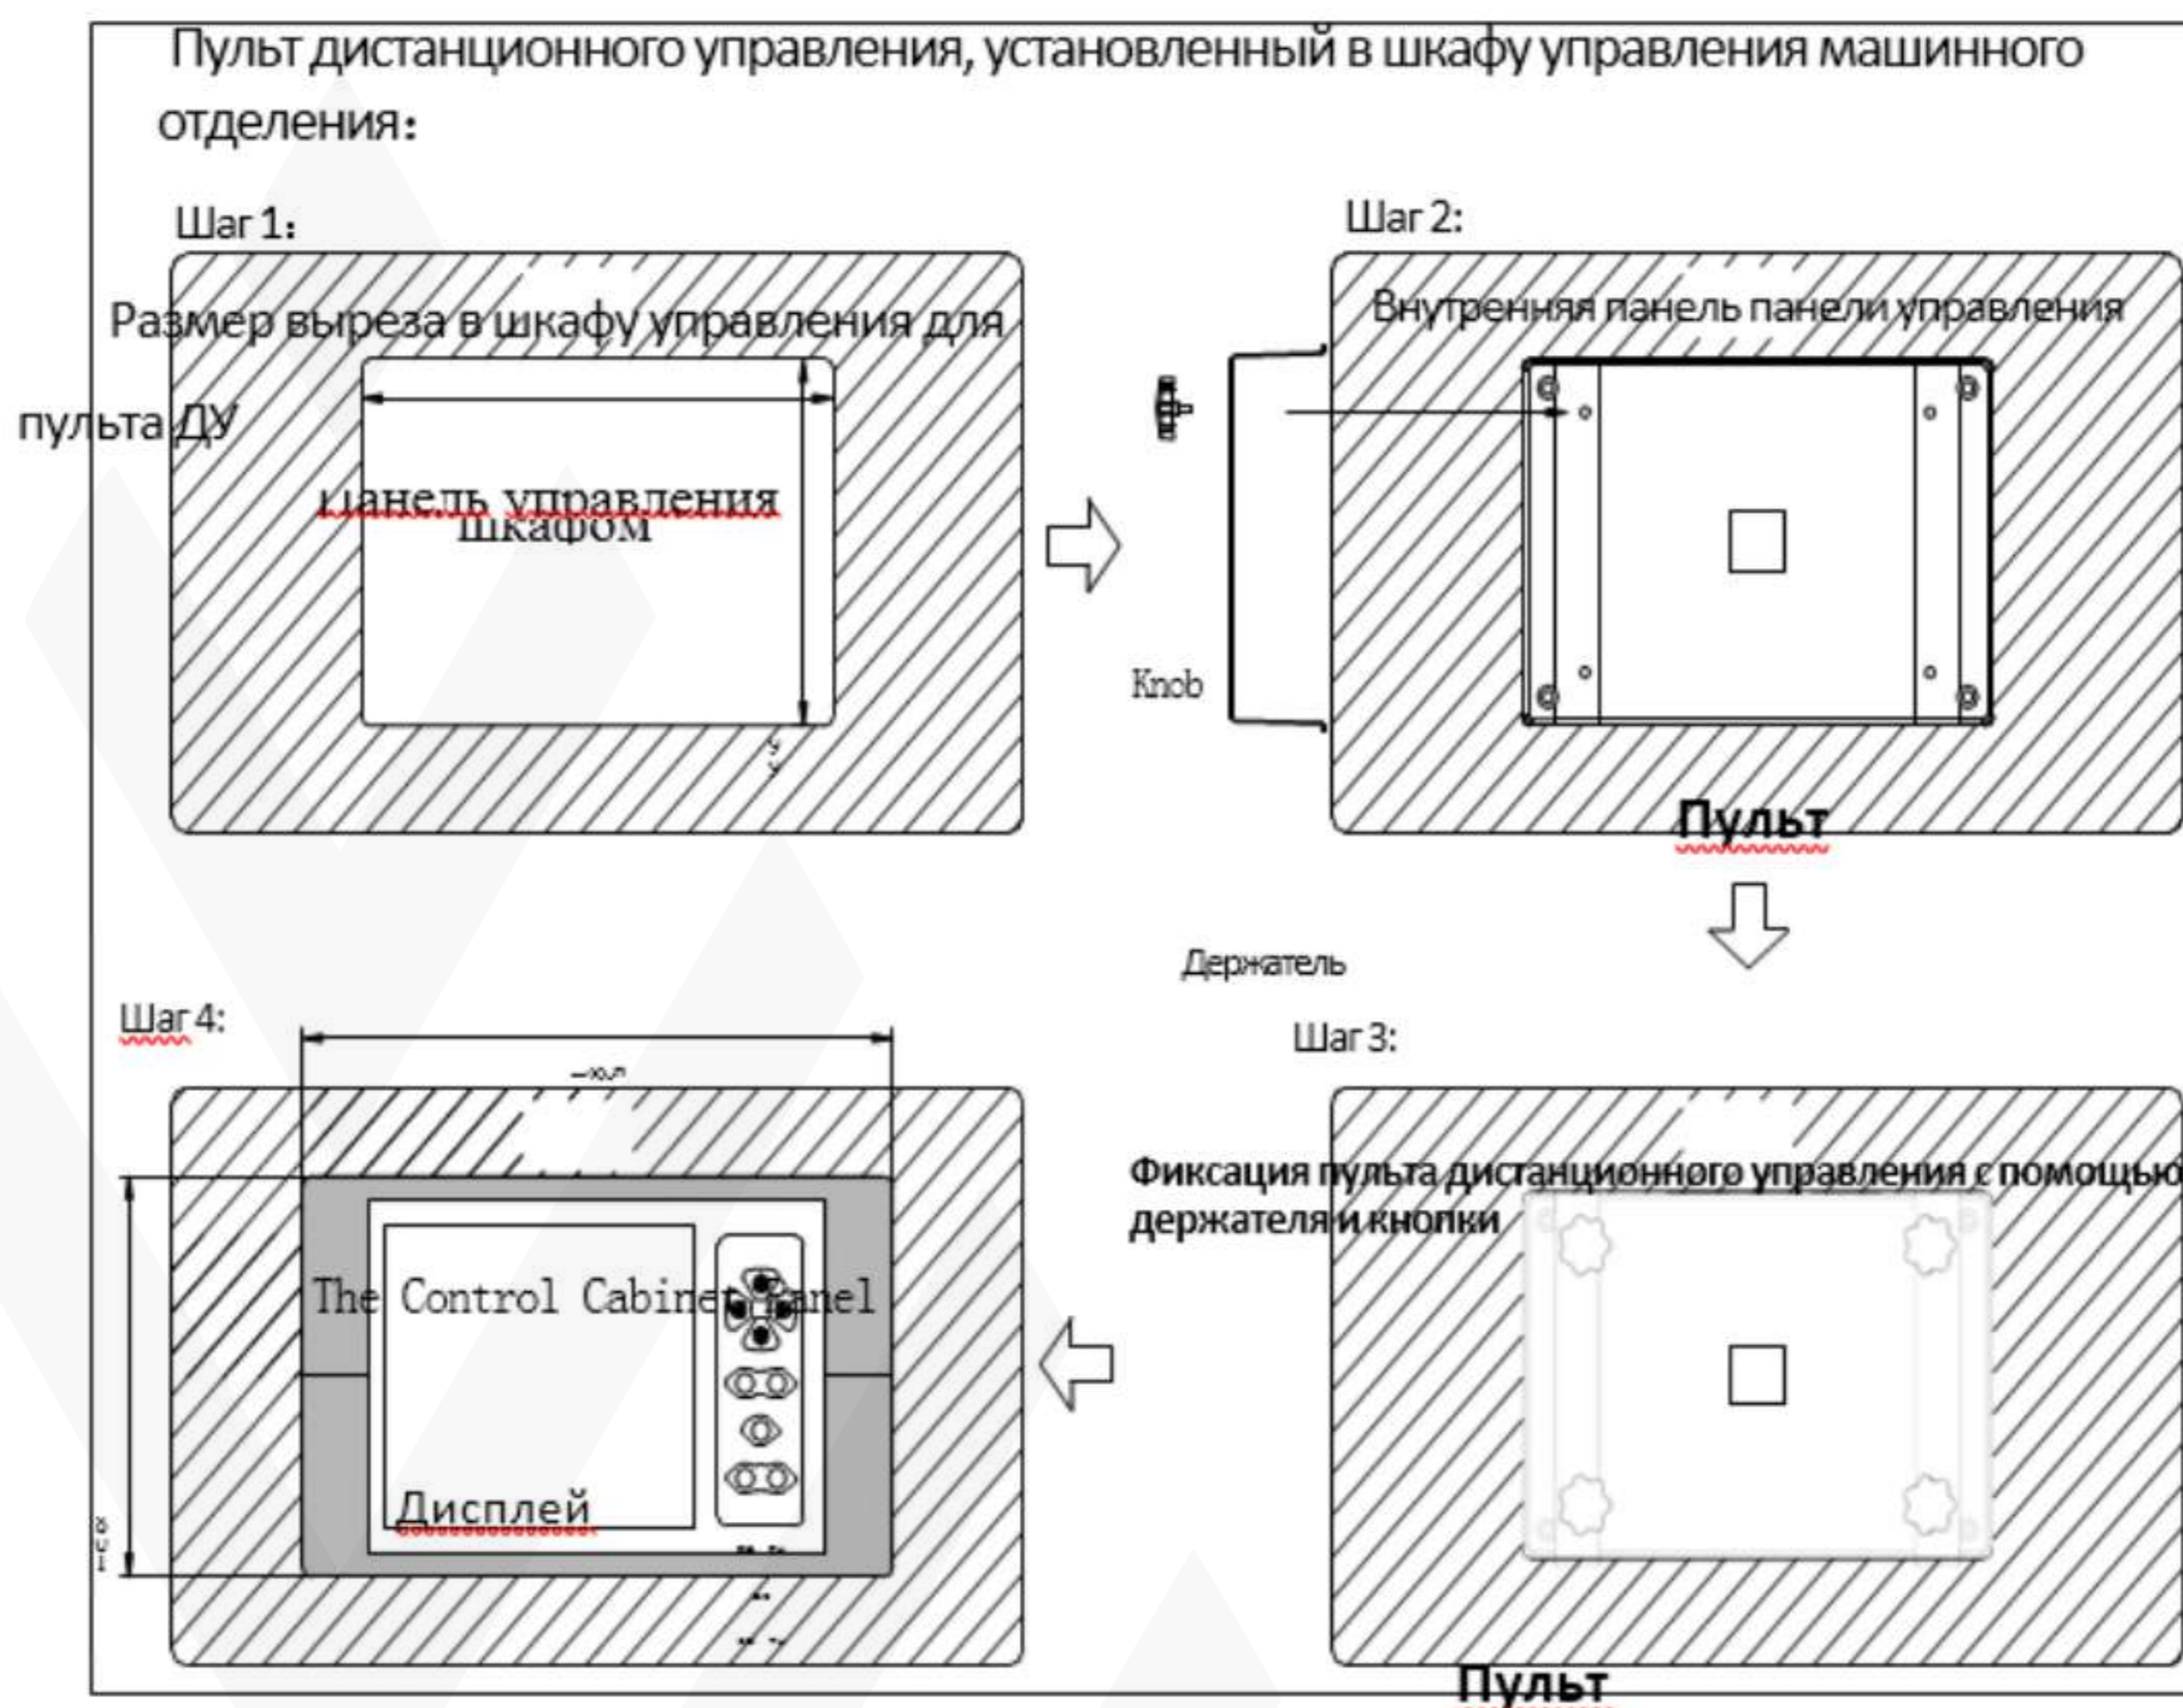 Пульт дистанционного управления, установленный в шкафу управления машинного
отделения:
Шаг 1:
Размер выреза в шкафу управления для
пульта ДУ
Панель управления
шкафом
Шаг 2:
Внутренняя панель панели управления
Knob
Пульт
Держатель
Шаг 3:
Фиксация пульта дистанционного управления с помощью
держателя и кнопки
Пульт
Шаг 4:
The Control Cabinet Panel
Дисплей